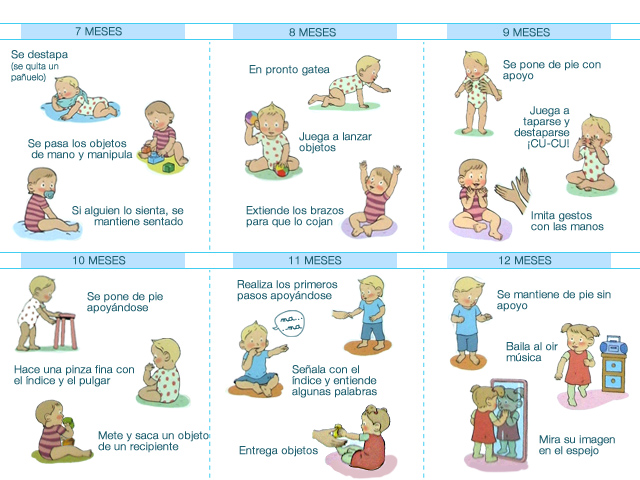 7 MESES
Se destapa
(se quita un
pañuelo)
Se pasa los objetos
de mano y manipula
Si alguien lo sienta, se
mantiene sentado
8 MESES
En pronto gatea
Juega a lanzar
objetos
Extiende los brazos
para que lo cojan
9 MESES
Se pone de pie con
apoyo
Juega a
taparse y
destaparse
¡CU-CU!
Imita gestos
con las manos
10 MESES
Se pone de pie
apoyándose
Hace una pinza fina con
el índice y el pulgar
Mete y saca un objeto
de un recipiente
11 MESES
Realiza los primeros
pasos apoyándose
na...
...na
Señala con el
índice y entiende
algunas palabras
Entrega objetos
12 MESES
Se mantiene de pie sin
apoyo
Baila al oir
música
Mira su imagen
en el espejo